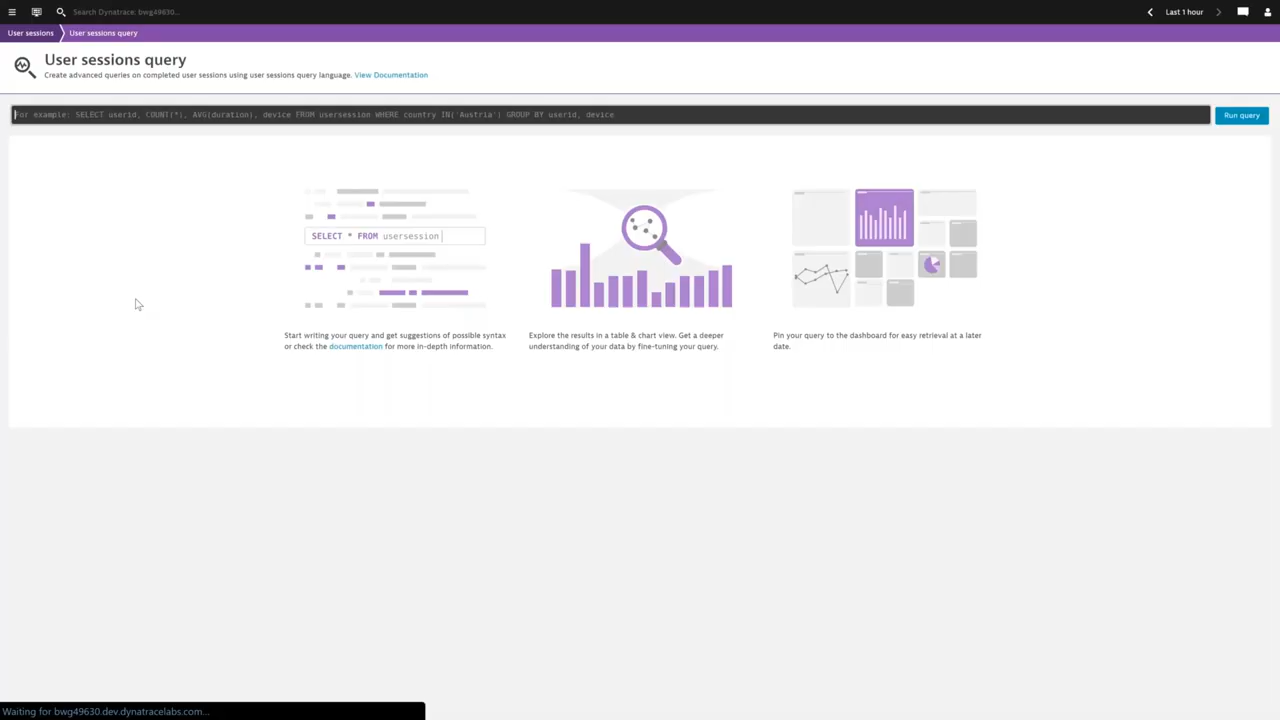 Search Dynatrace: bwg49630...
Last 1 hour
User sessions
User sessions query
User sessions query
Create advanced queries on completed user sessions using user sessions query language. View Documentation
For example: SELECT userid, COUNT(*), AVG(duration), device FROM usersession WHERE country IN('Austria') GROUP BY userid, device
Run query
SELECT * FROM usersession
Start writing your query and get suggestions of possible syntax
or check the documentation for more in-depth information.
Explore the results in a table & chart view. Get a deeper
understanding of your data by fine-tuning your query.
Pin your query to the dashboard for easy retrieval at a later
date.
Waiting for bwg49630.dev.dynatracelabs.com...